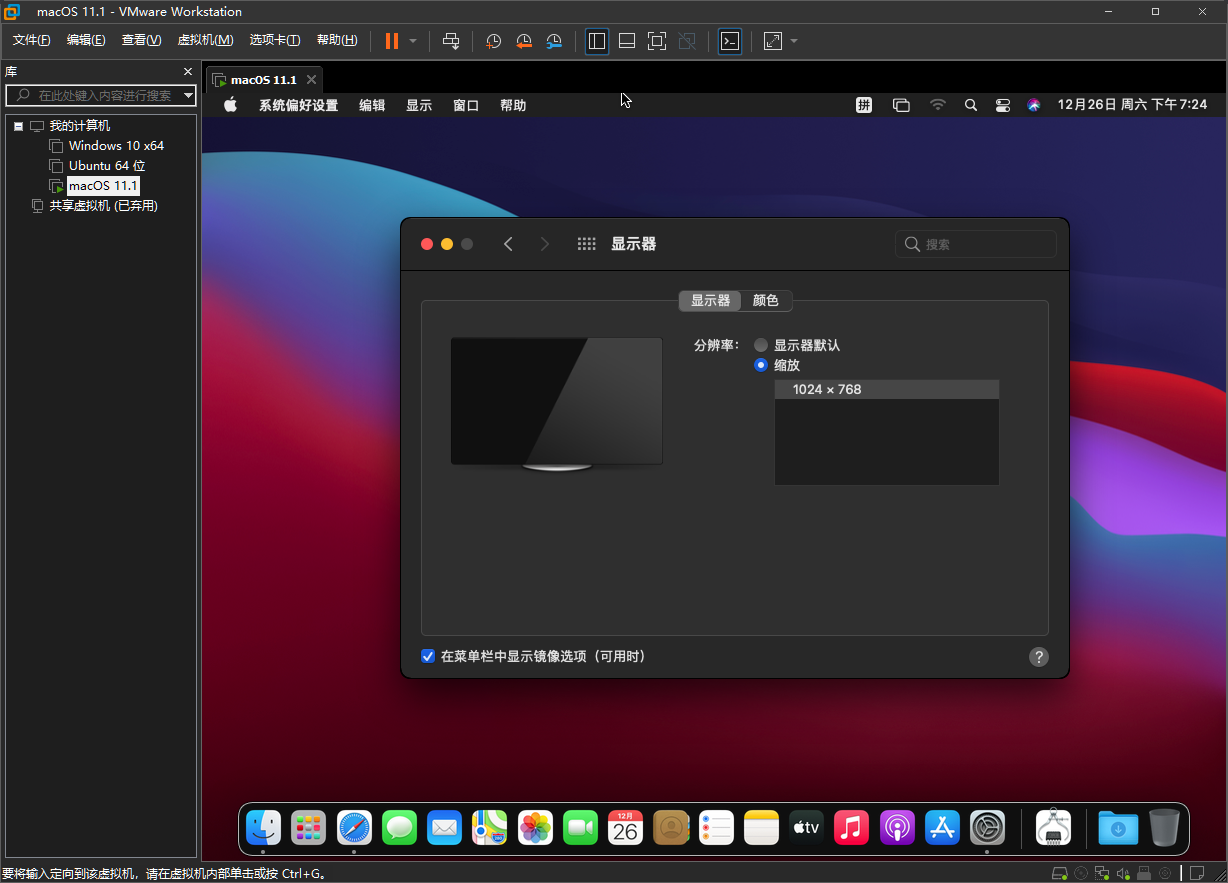 macOS 11.1 - VMware Workstation
文件(F) 编辑(E) 查看(V) 虚拟机(M) 选项卡(T) 帮助(H)
库
在此处键入内容进行搜索
我的计算机
Windows 10 x64
Ubuntu 64 位
macOS 11.1
共享虚拟机 (已弃用)
macOS 11.1
系统偏好设置 编辑 显示 窗口 帮助 拼 12月26日 周六 下午7:24
显示器 搜索
显示器 颜色
分辨率: 显示器默认
缩放
1024 × 768
在菜单栏中显示镜像选项（可用时） ?
12月
26
tv
要将输入定向到该虚拟机，请在虚拟机内部单击或按 Ctrl+G。